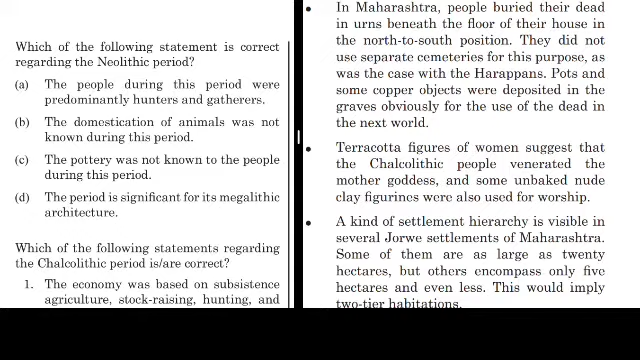 Which of the following statement is correct
regarding the Neolithic period?
(a) The people during this period were
predominantly hunters and gatherers.
(b) The domestication of animals was not
known during this period.
(c) The pottery was not known to the people
during this period.
(d) The period is significant for its megalithic
architecture.
Which of the following statements regarding
the Chalcolithic period is/are correct?
1. The economy was based on subsistence
agriculture, stock-raising, hunting, and
• In Maharashtra, people buried their dead
in urns beneath the floor of their house in
the north-to-south position. They did not
use separate cemeteries for this purpose, as
was the case with the Harappans. Pots and
some copper objects were deposited in the
graves obviously for the use of the dead in
the next world.
• Terracotta figures of women suggest that
the Chalcolithic people venerated the
mother goddess, and some unbaked nude
clay figurines were also used for worship.
• A kind of settlement hierarchy is visible in
several Jorwe settlements of Maharashtra.
Some of them are as large as twenty
hectares, but others encompass only five
hectares and even less. This would imply
two-tier habitations.